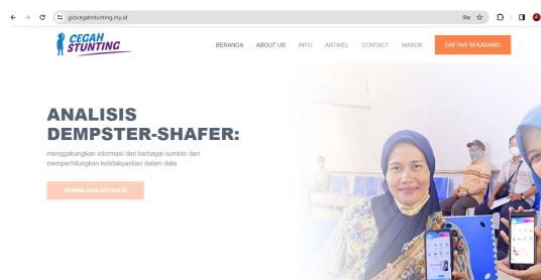 gizicegahstunting.my.id
CEGAH
STUNTING
BERANDA ABOUT US INFO ARTIKEL CONTACT MASUK DAFTAR SEKARANG
ANALISIS
DEMPSTER-SHAFER:
menggabungkan informasi dari berbagai sumber dan
memperhitungkan ketidakpastian dalam data
DOWNLOAD APLIKASI